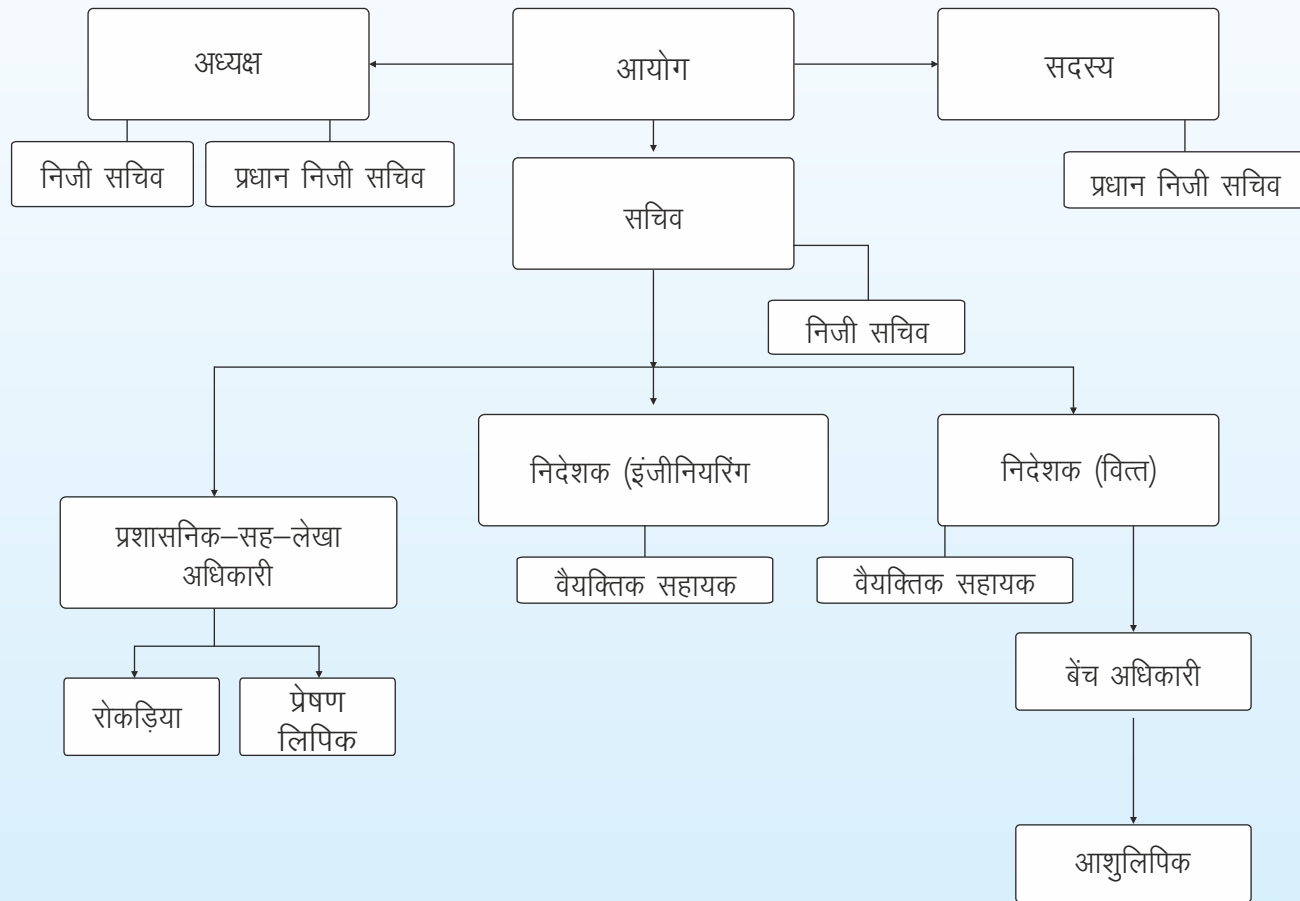 अध्यक्ष
आयोग
सदस्य
निजी सचिव
प्रधान निजी सचिव
प्रधान निजी सचिव
सचिव
निजी सचिव
निदेशक (इंजीनियरिंग
निदेशक (वित्त)
प्रशासनिक–सह–लेखा
अधिकारी
वैयक्तिक सहायक
वैयक्तिक सहायक
रोकड़िया
प्रेषण
लिपिक
बेंच अधिकारी
आशुलिपिक